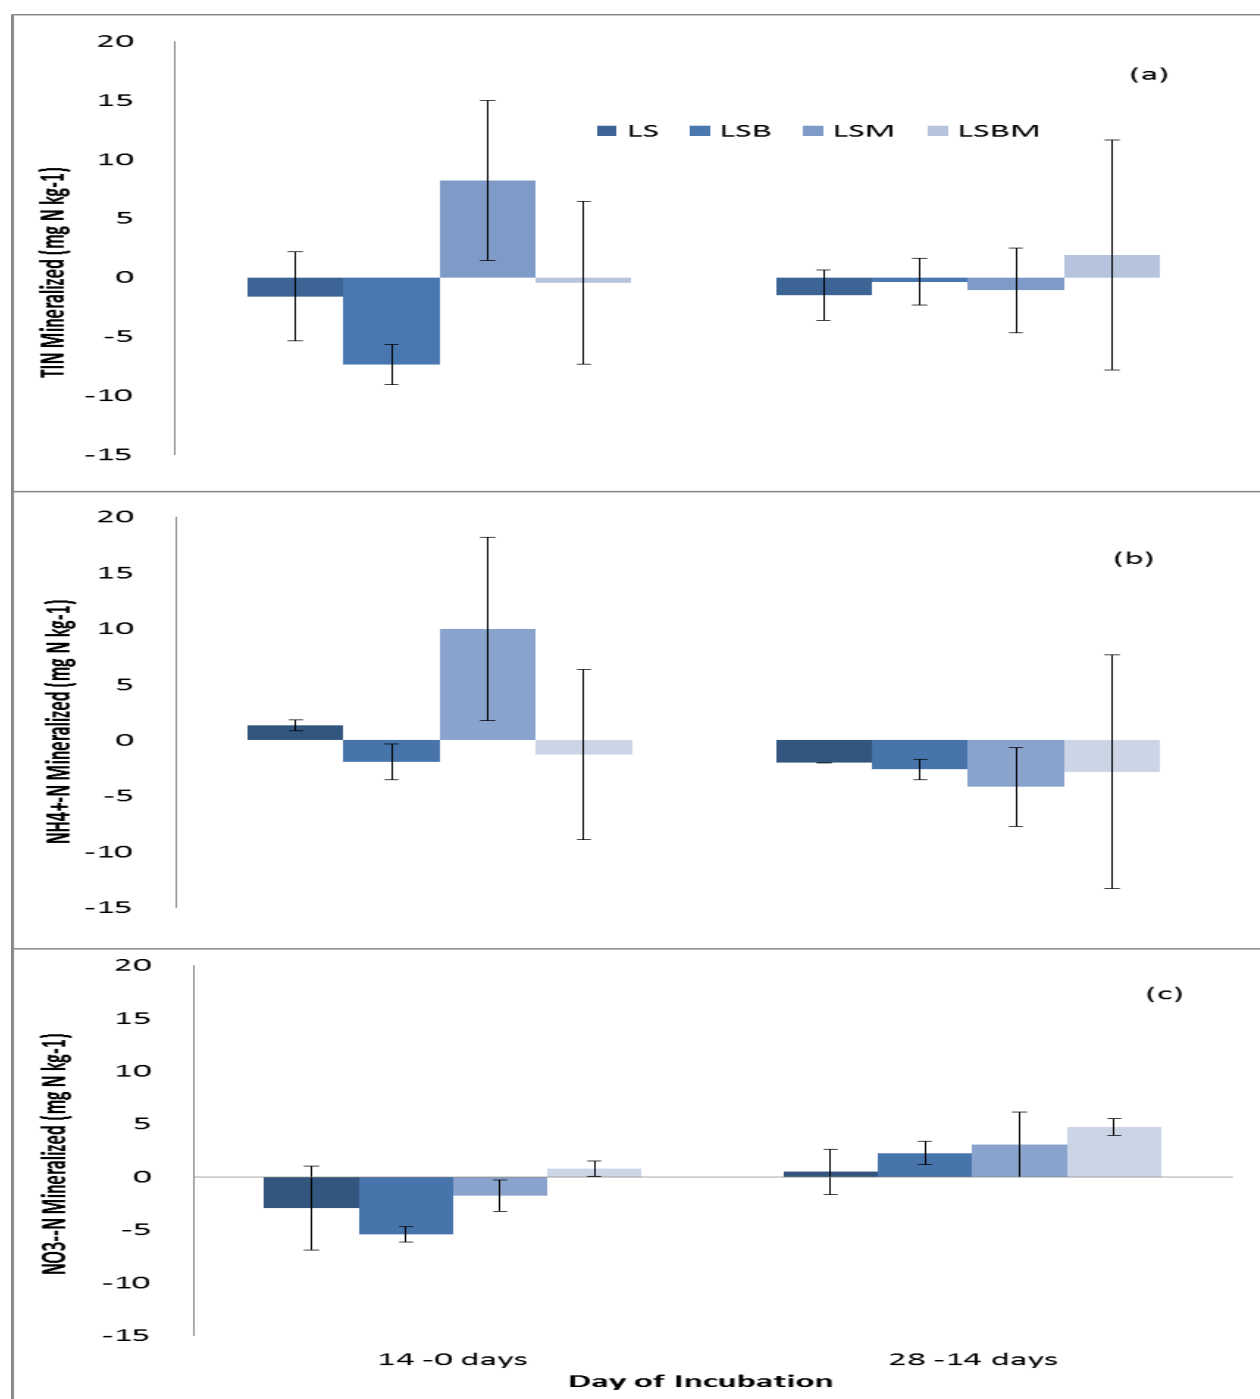 20
(a)
15
LS LSB LSM LSBM
10
5
0
-5
-10
-15
TIN Mineralized (mg N kg-1)
20
(b)
15
10
5
0
-5
-10
-15
NH4+-N Mineralized (mg N kg-1)
20
(c)
15
10
5
0
-5
-10
-15
NO3--N Mineralized (mg N kg-1)
14 -0 days 28 -14 days
Day of Incubation